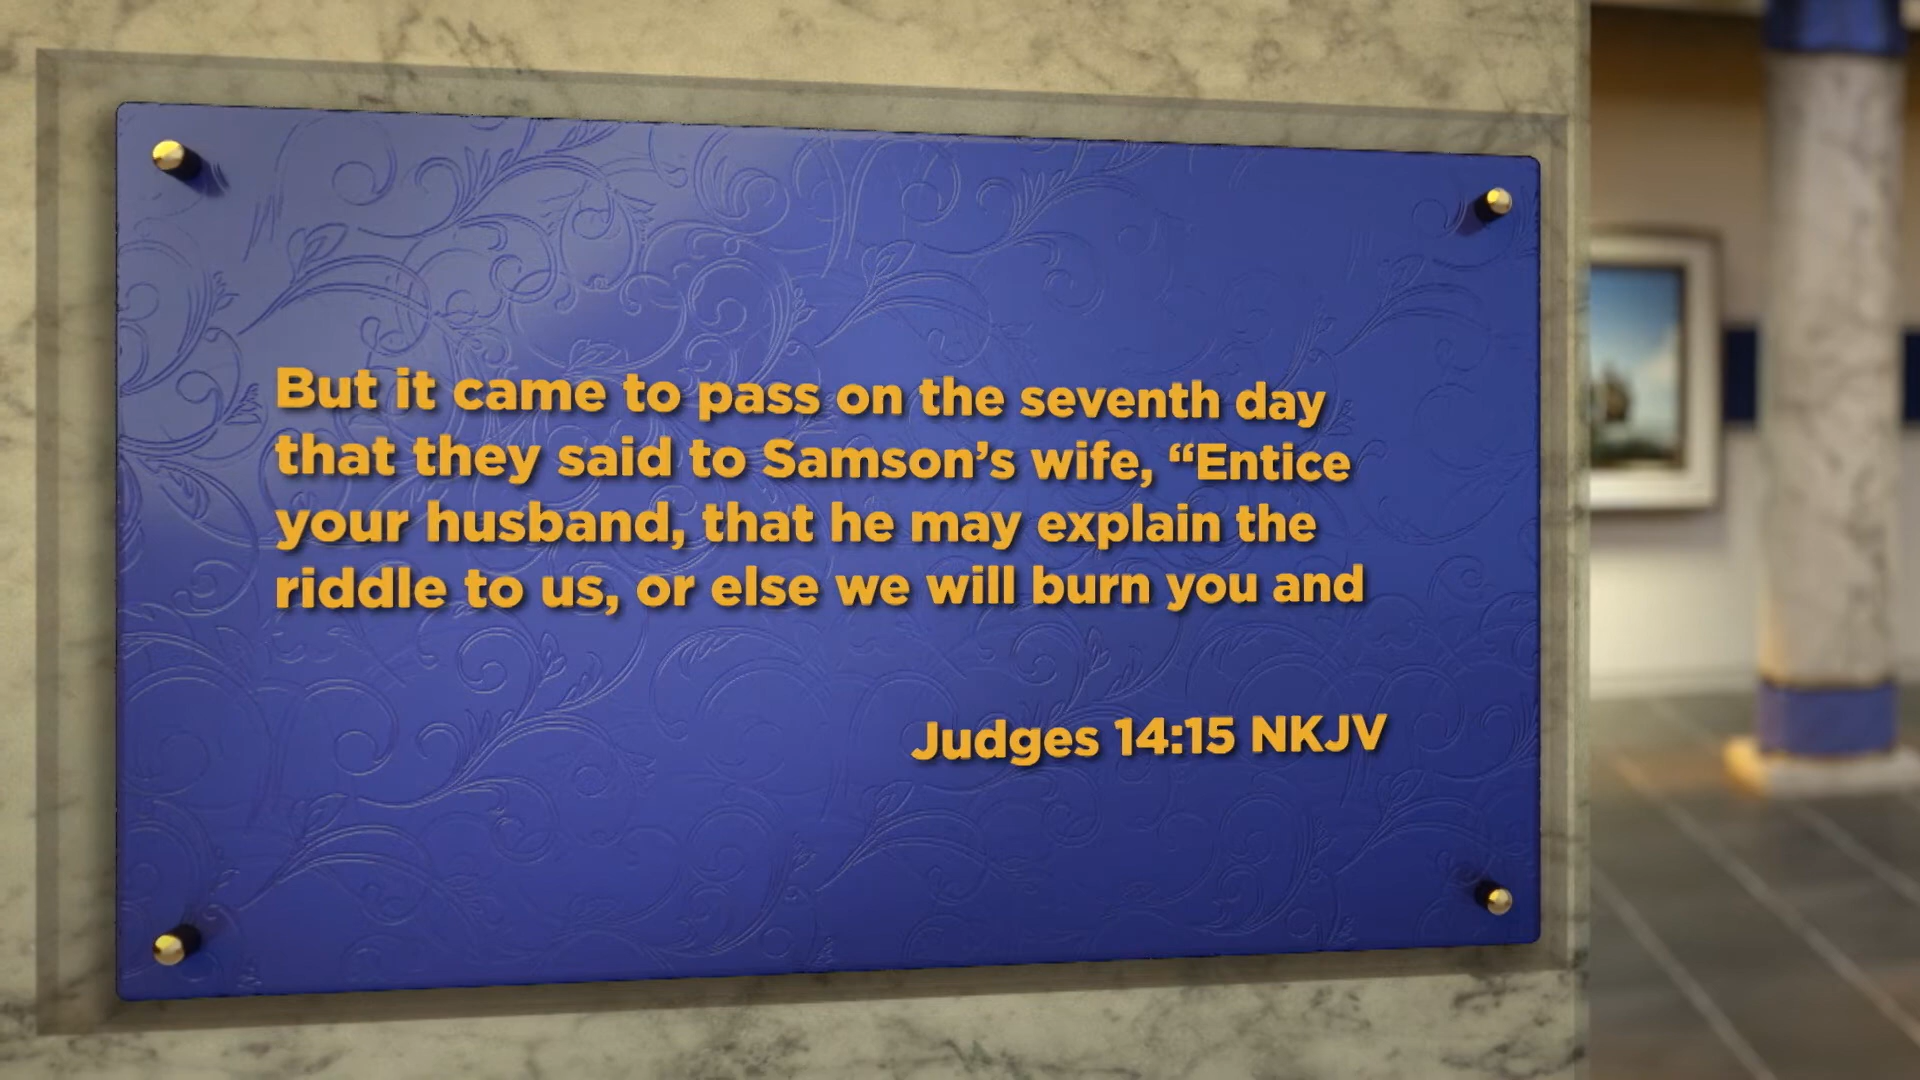 But it came to pass on the seventh day
that they said to Samson’s wife, “Entice
your husband, that he may explain the
riddle to us, or else we will burn you and
Judges 14:15 NKJV